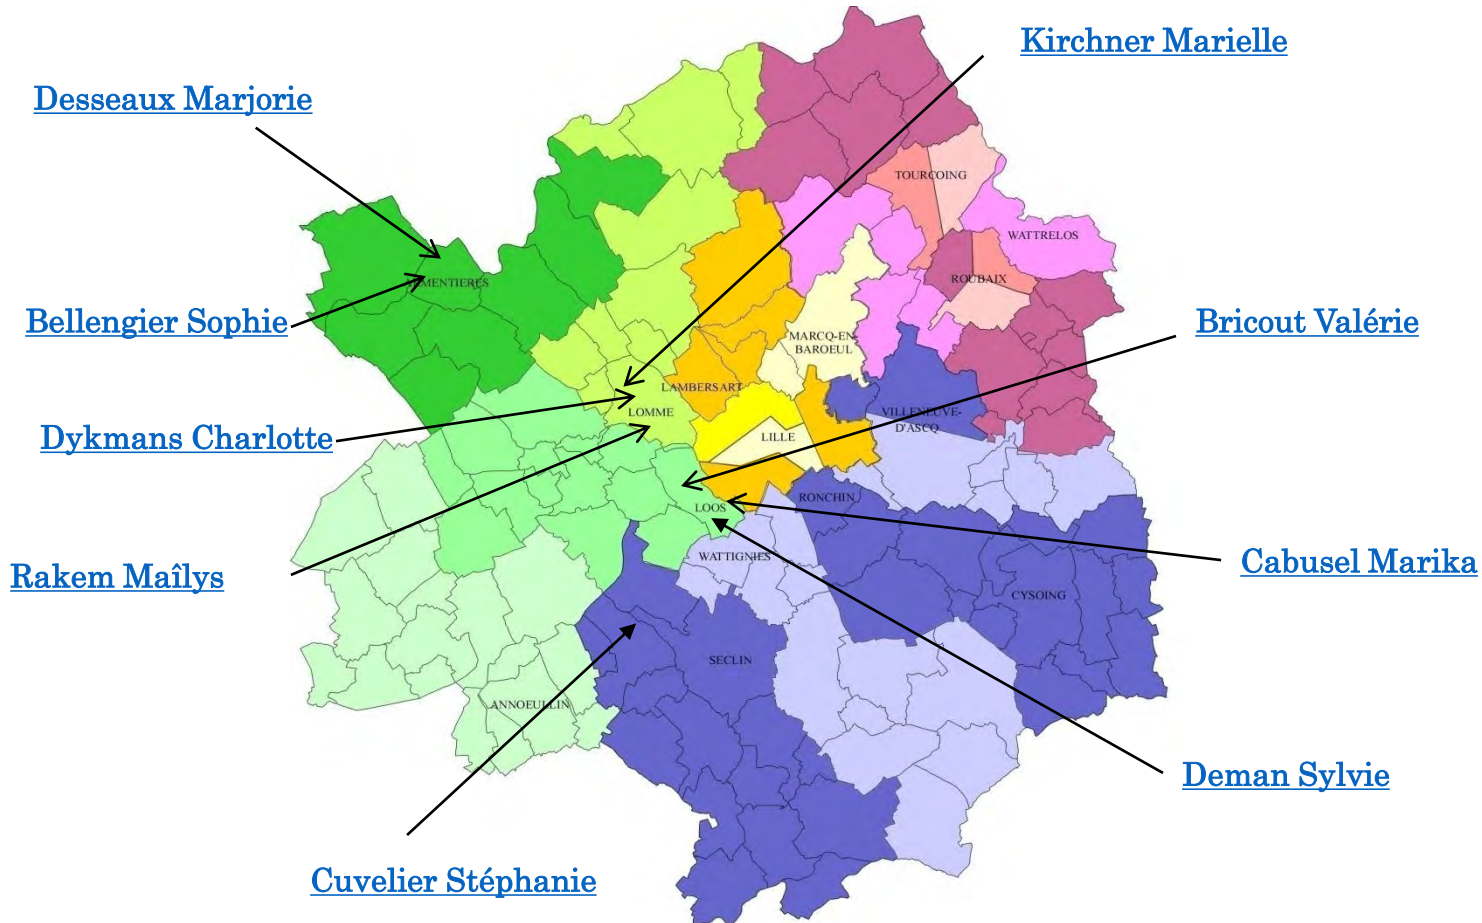 Kirchner Marielle
Desseaux Marjorie
TOURCOING
WATTRELOS
ROUBAIX
ARMENTIERES
Bellengier Sophie
Bricout Valérie
MARCQ-EN-
BAROEUL
LAMBERSART
LOMME
VILLENEUVE-
D'ASCQ
Dykmans Charlotte
LILLE
RONCHIN
LOOS
WATTIGNIES
Cabusel Marika
Rakem Maîlys
CYSOING
SECLIN
ANNOEULLIN
Deman Sylvie
Cuvelier Stéphanie